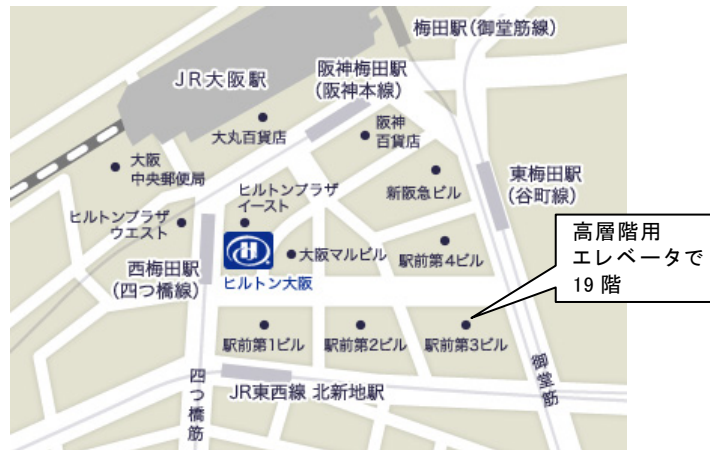 梅田駅(御堂筋線)
JR大阪駅
阪神梅田駅
(阪神本線)
大丸百貨店
阪神
百貨店
大阪
中央郵便局
新阪急ビル
東梅田駅
(谷町線)
ヒルトンプラザ
イースト
ヒルトンプラザ
ウエスト
高層階用
エレベータで
19 階
H
大阪マルビル
駅前第4ビル
西梅田駅
(四つ橋線)
ヒルトン大阪
駅前第1ビル
駅前第2ビル
駅前第3ビル
御堂筋
四つ橋筋
JR東西線 北新地駅